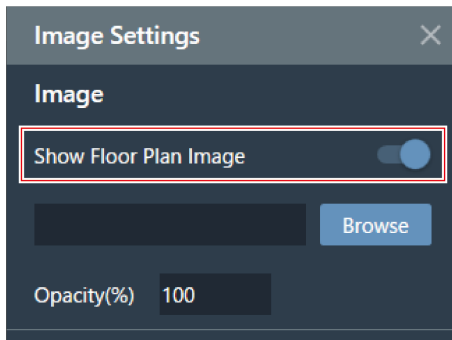 Image Settings
Image
Show Floor Plan Image
Browse
Opacity(%) 100